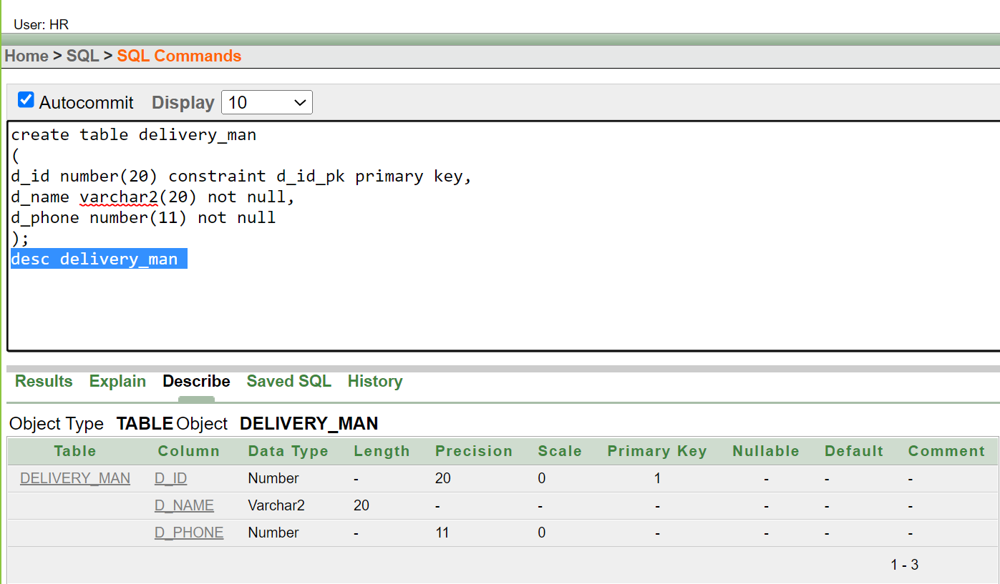 User: HR
Home > SQL > SQL Commands
Autocommit Display 10
create table delivery_man
(
d_id number(20) constraint d_id_pk primary key,
d_name varchar2(20) not null,
d_phone number(11) not null
);
desc delivery_man
Results Explain Describe Saved SQL History
Object Type TABLE Object DELIVERY_MAN
Table Column Data Type Length Precision Scale Primary Key Nullable Default Comment
DELIVERY_MAN D_ID Number - 20 0 1 - - -
D_NAME Varchar2 20 - - - - - -
D_PHONE Number - 11 0 - - - -
1 - 3